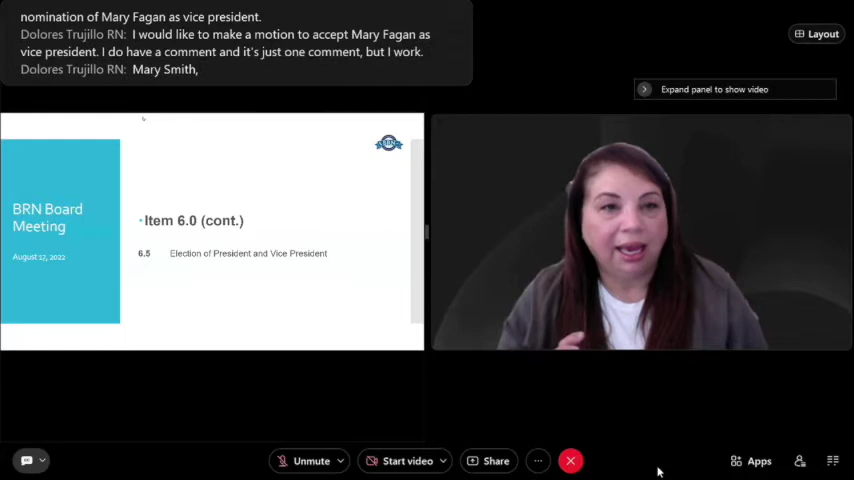 nomination of Mary Fagan as vice president.
Dolores Trujillo RN: I would like to make a motion to accept Mary Fagan as
vice president. I do have a comment and it's just one comment, but I work.
Dolores Trujillo RN: Mary Smith,
Layout
Expand panel to show video
BRN
BRN Board
Meeting
August 17, 2022
Item 6.0 (cont.)
6.5 Election of President and Vice President
Unmute
Start video
Share
Apps